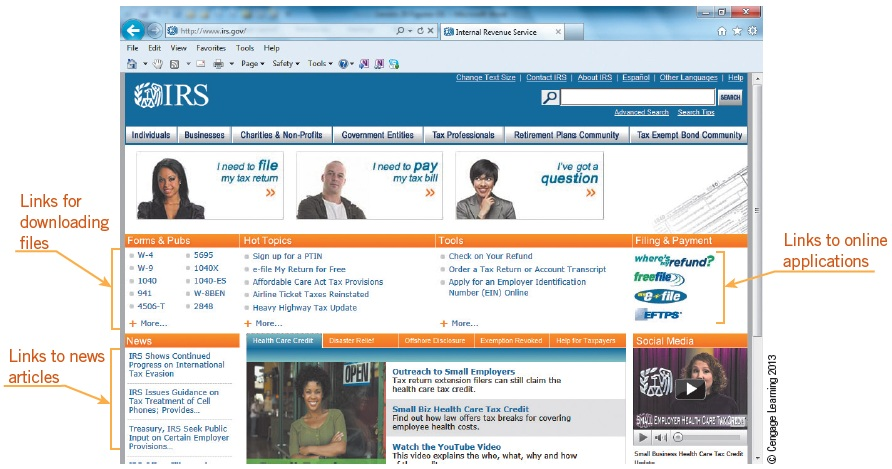 http://www.irs.gov/
Internal Revenue Service
File Edit View Favorites Tools Help
Page Safety Tools
Change Text Size | Contact IRS | About IRS | Español | Other Languages | Help
IRS
SEARCH
Advanced Search Search Tips
Individuals Businesses Charities & Non-Profits Government Entities Tax Professionals Retirement Plans Community Tax Exempt Bond Community
I need to file
my tax return
I need to pay
my tax bill
I've got a
question
Links for
downloading
files
Forms & Pubs
W-4 5695
W-9 1040X
1040 1040-ES
941 W-8BEN
4506-T 2848
+ More...
Hot Topics
Sign up for a PTIN
e-file My Return for Free
Affordable Care Act Tax Provisions
Airline Ticket Taxes Reinstated
Heavy Highway Tax Update
+ More...
Tools
Check on Your Refund
Order a Tax Return or Account Transcript
Apply for an Employer Identification
Number (EIN) Online
+ More...
Filing & Payment
where's my refund?
freefile
e-file
EFTPS
Links to online
applications
Links to news
articles
News
IRS Shows Continued
Progress on International
Tax Evasion
IRS Issues Guidance on
Tax Treatment of Cell
Phones; Provides...
Treasury, IRS Seek Public
Input on Certain Employer
Provisions...
Health Care Credit Disaster Relief Offshore Disclosure Exemption Revoked Help for Taxpayers
OPEN
Outreach to Small Employers
Tax return extension filers can still claim the
health care tax credit.
Small Biz Health Care Tax Credit
Find out how law offers tax breaks for covering
employee health costs.
Watch the YouTube Video
This video explains the who, what, why and how
Social Media
IRS
SMALL EMPLOYER HEALTH CARE TAX CREDIT
Small Business Health Care Tax Credit
Update
© Cengage Learning 2013